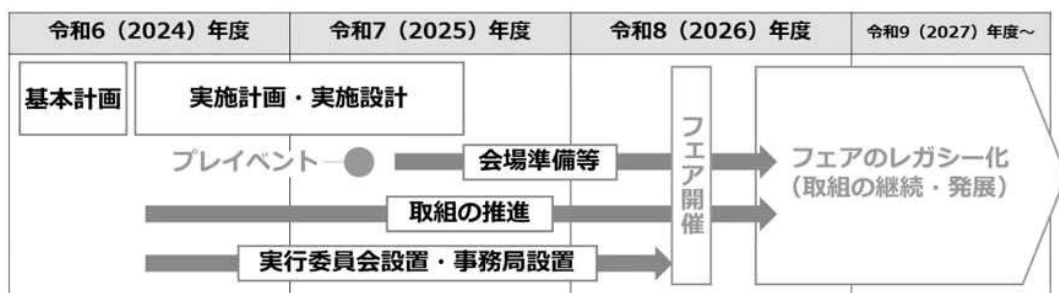 令和6（2024）年度
令和7（2025）年度
令和8（2026）年度
令和9（2027）年度～
基本計画
実施計画・実施設計
プレイベント
会場準備等
取組の推進
実行委員会設置・事務局設置
フェア開催
フェアのレガシー化
（取組の継続・発展）